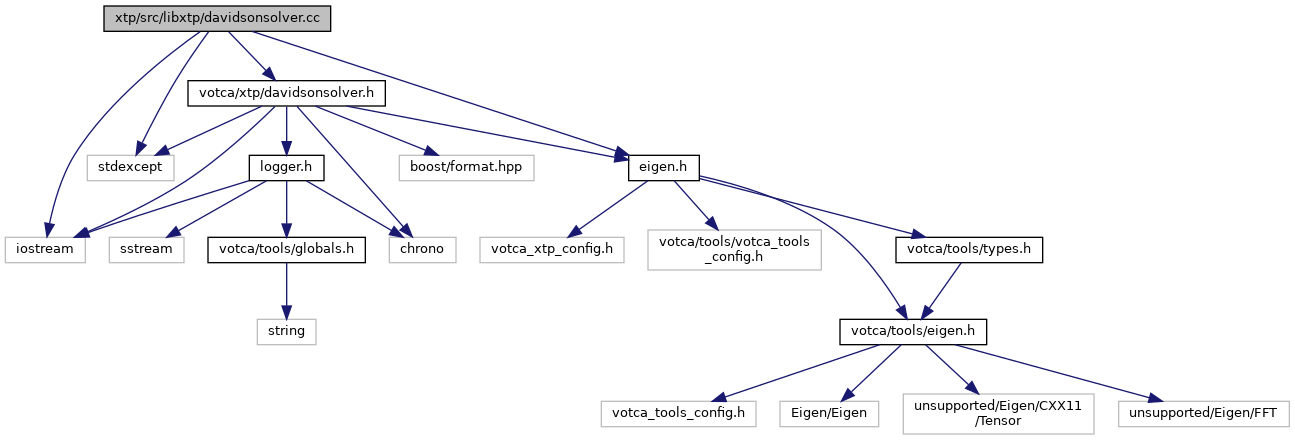 xtp/src/libxtp/davidsonsolver.cc
votca/xtp/davidsonsolver.h
stdexcept
logger.h
boost/format.hpp
eigen.h
iostream
sstream
votca/tools/globals.h
chrono
votca_xtp_config.h
votca/tools/votca_tools
_config.h
votca/tools/types.h
string
votca/tools/eigen.h
votca_tools_config.h
Eigen/Eigen
unsupported/Eigen/CXX11
/Tensor
unsupported/Eigen/FFT